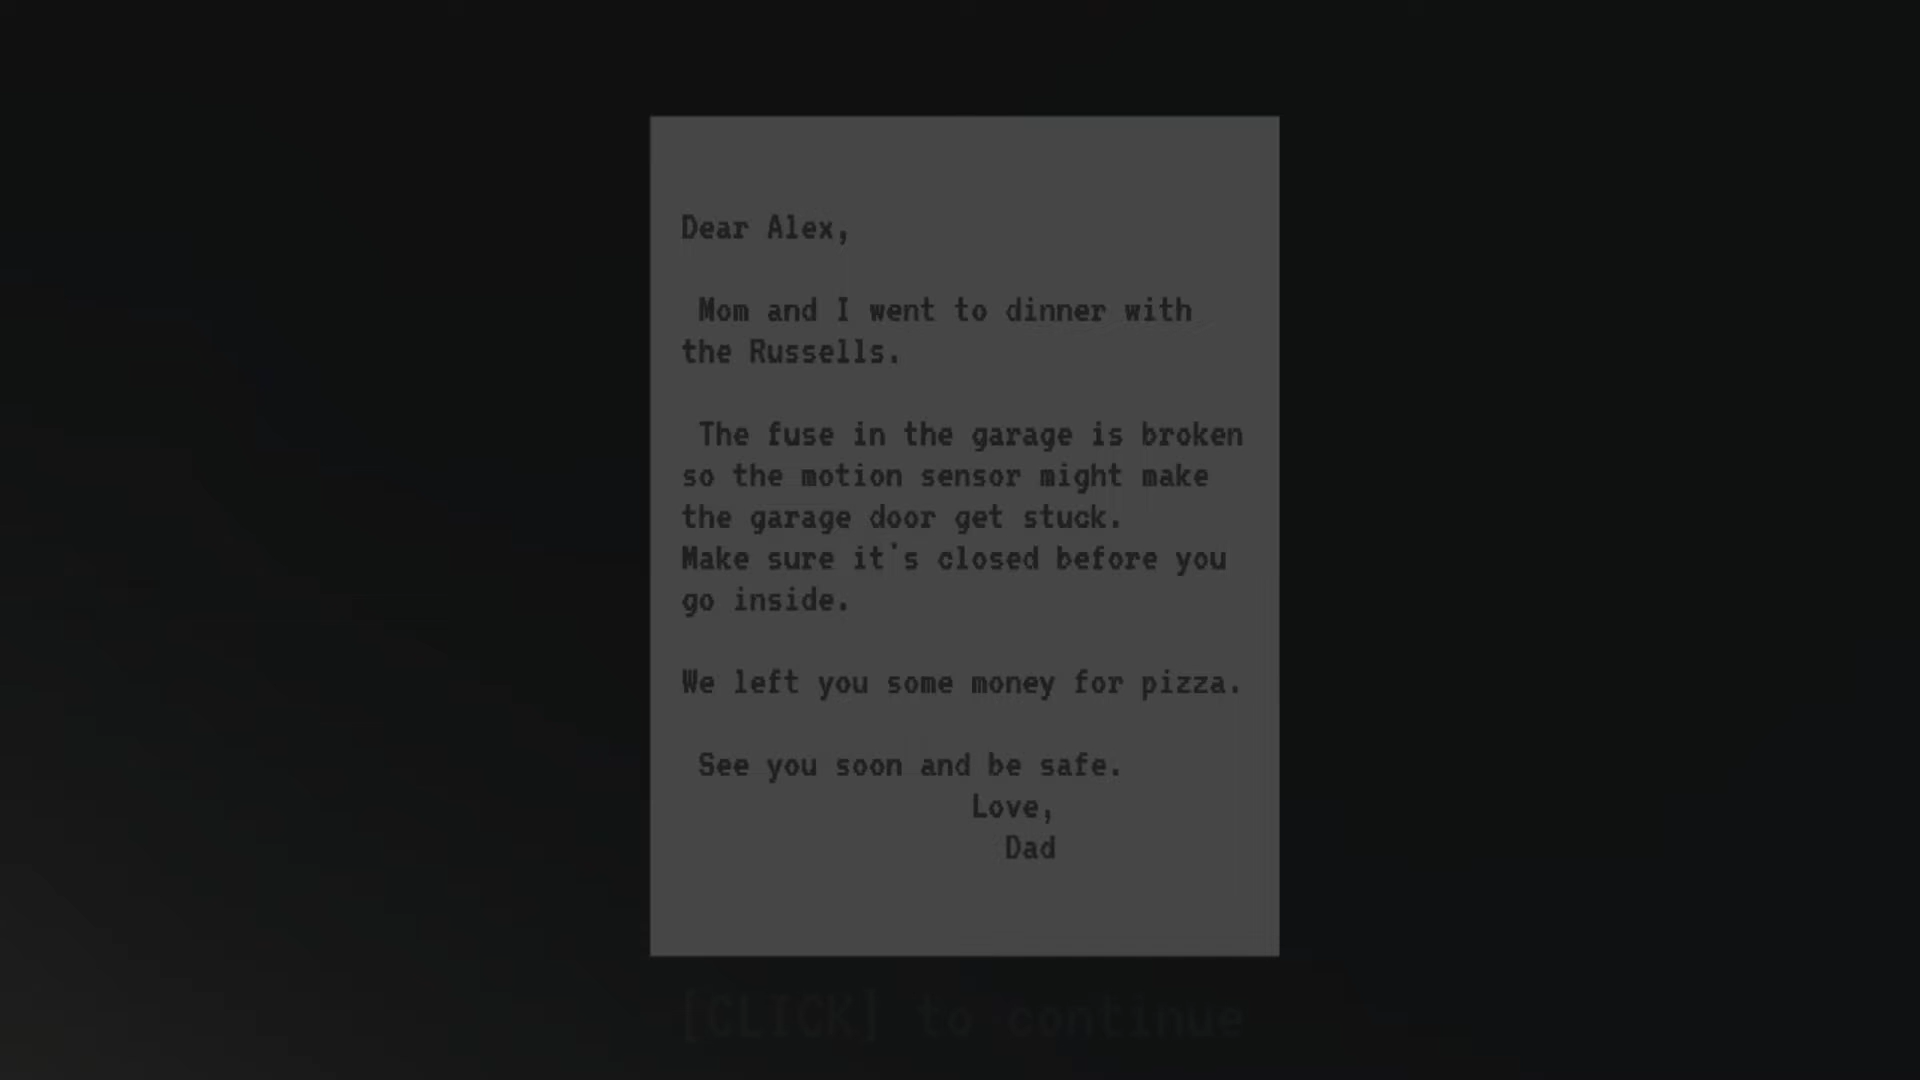 Dear Alex,
Mom and I went to dinner with
the Russells.
The fuse in the garage is broken
so the motion sensor might make
the garage door get stuck.
Make sure it's closed before you
go inside.
We left you some money for pizza.
See you soon and be safe.
Love,
Dad
[CLICK] to continue